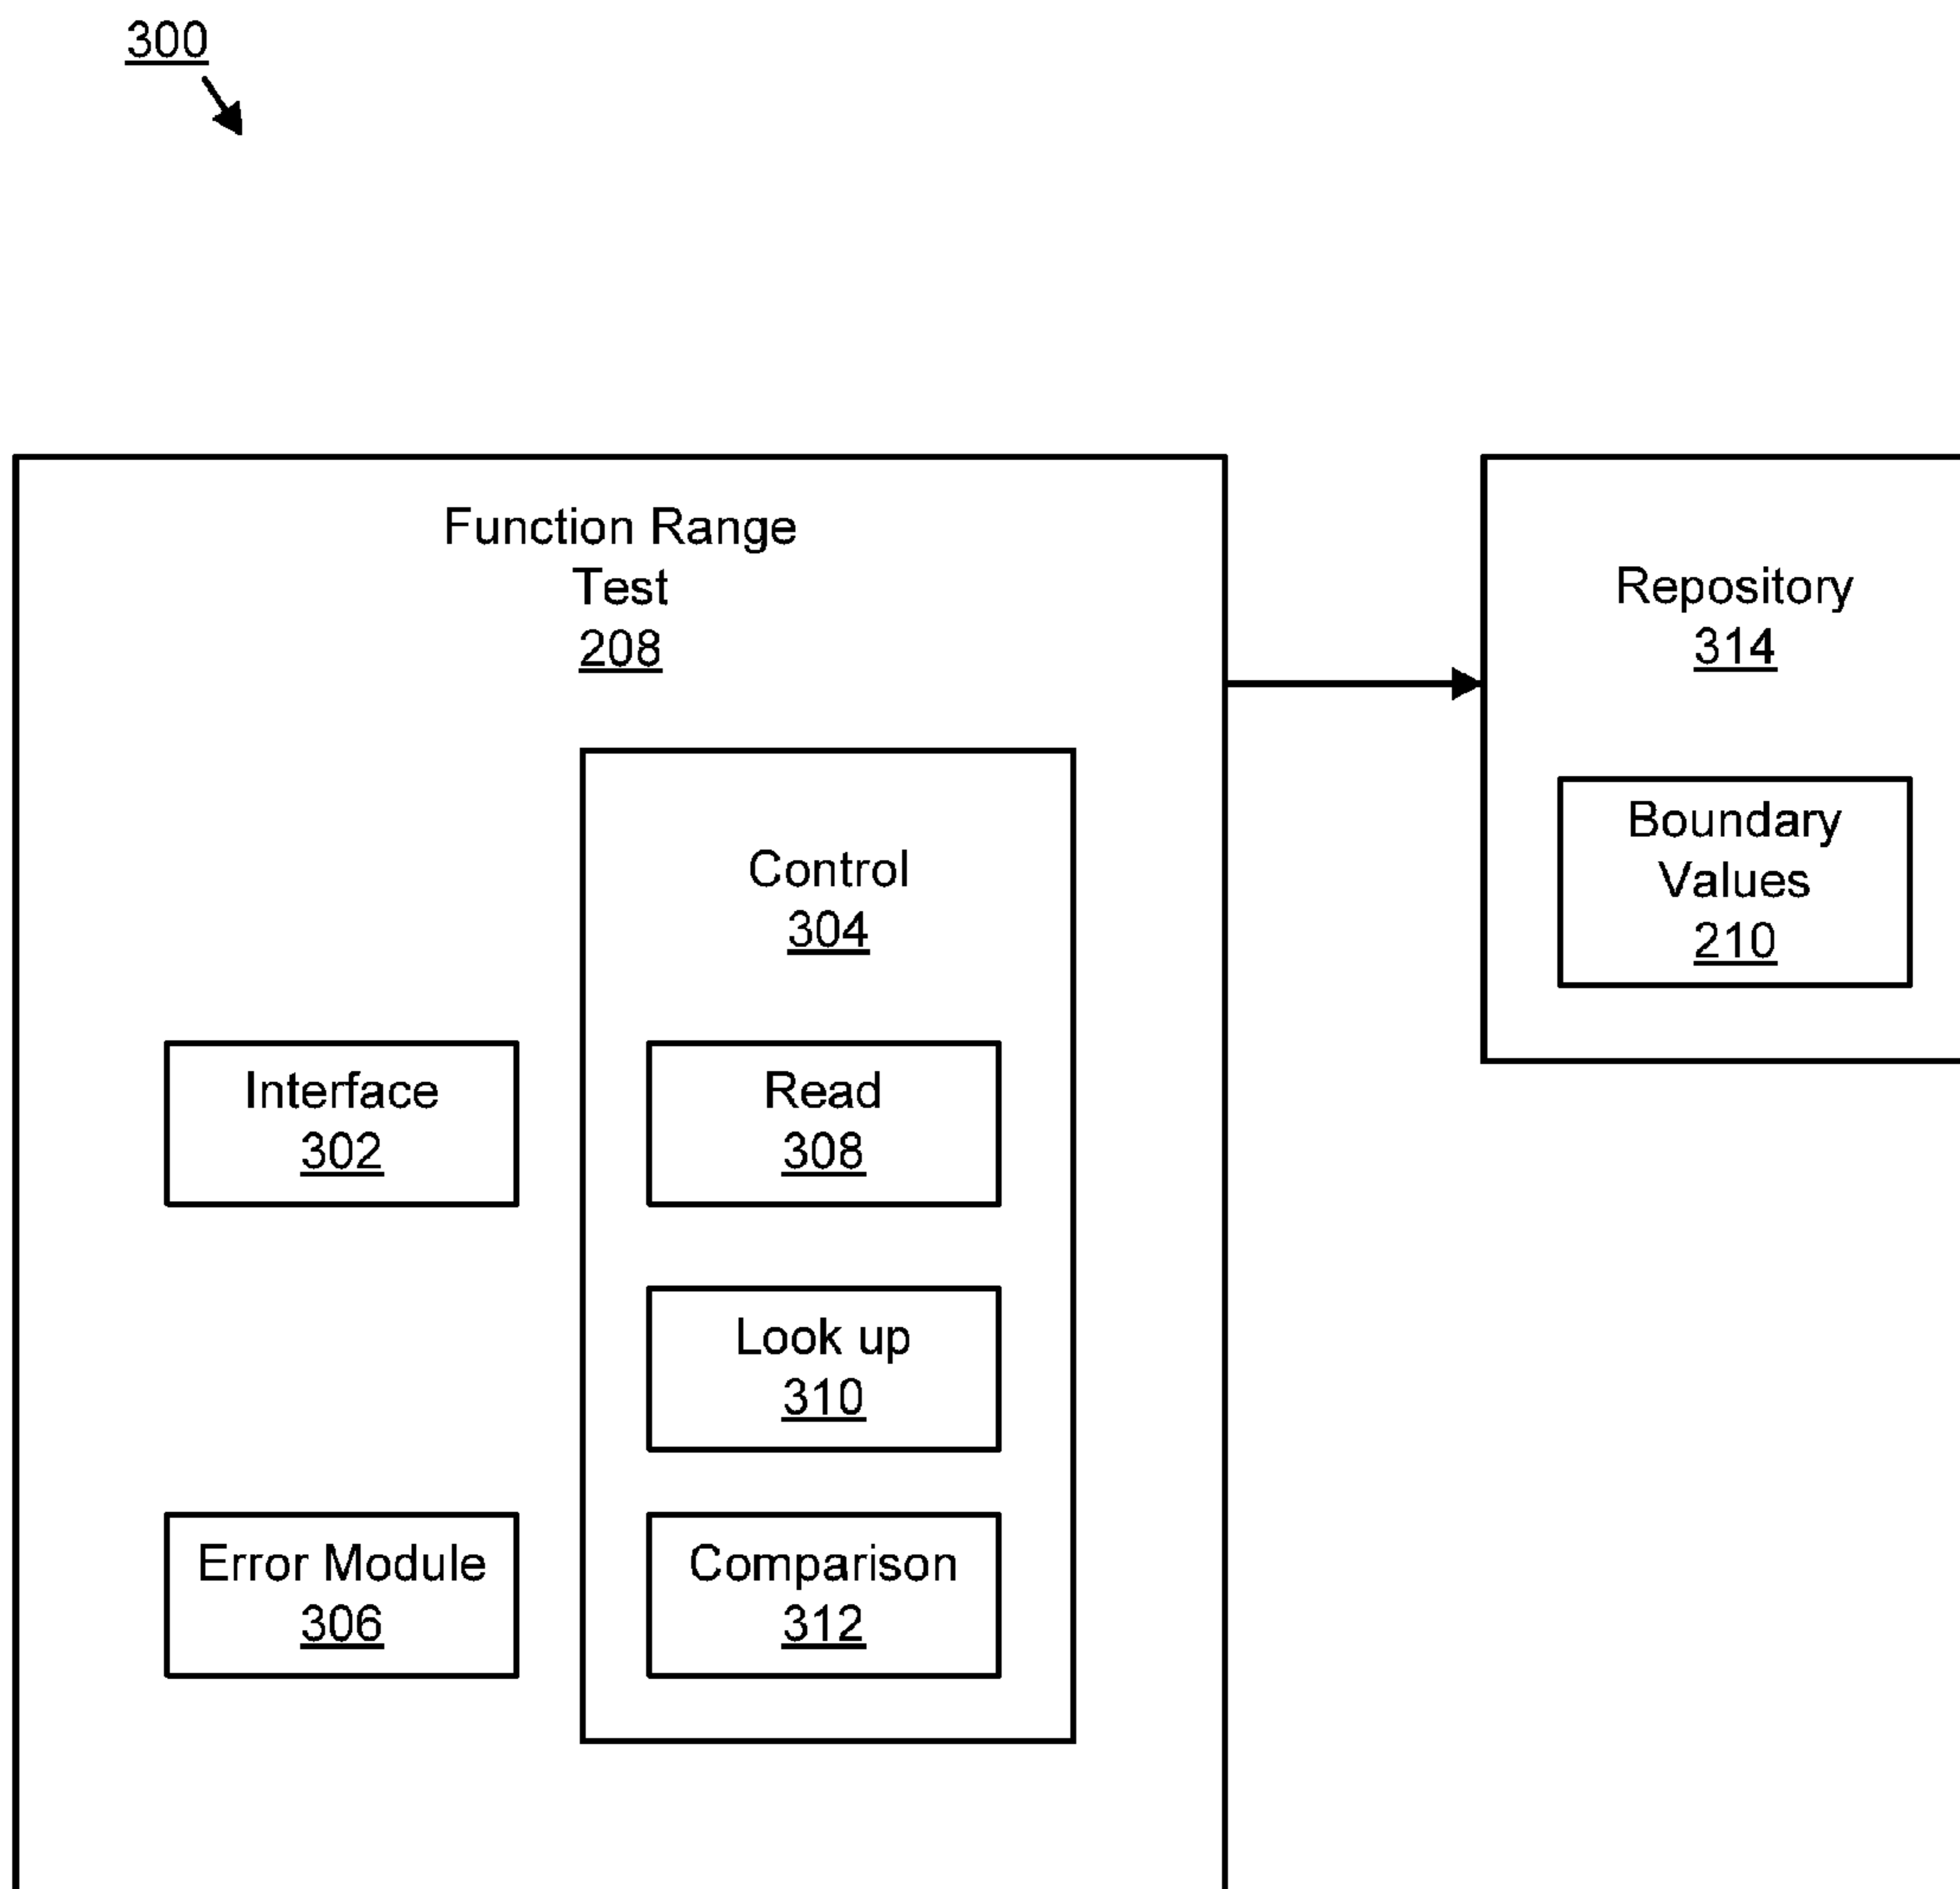 300
Function Range
Test
208
Repository
314
Boundary
Values
210
Control
304
Interface
302
Read
308
Look up
310
Error Module
306
Comparison
312